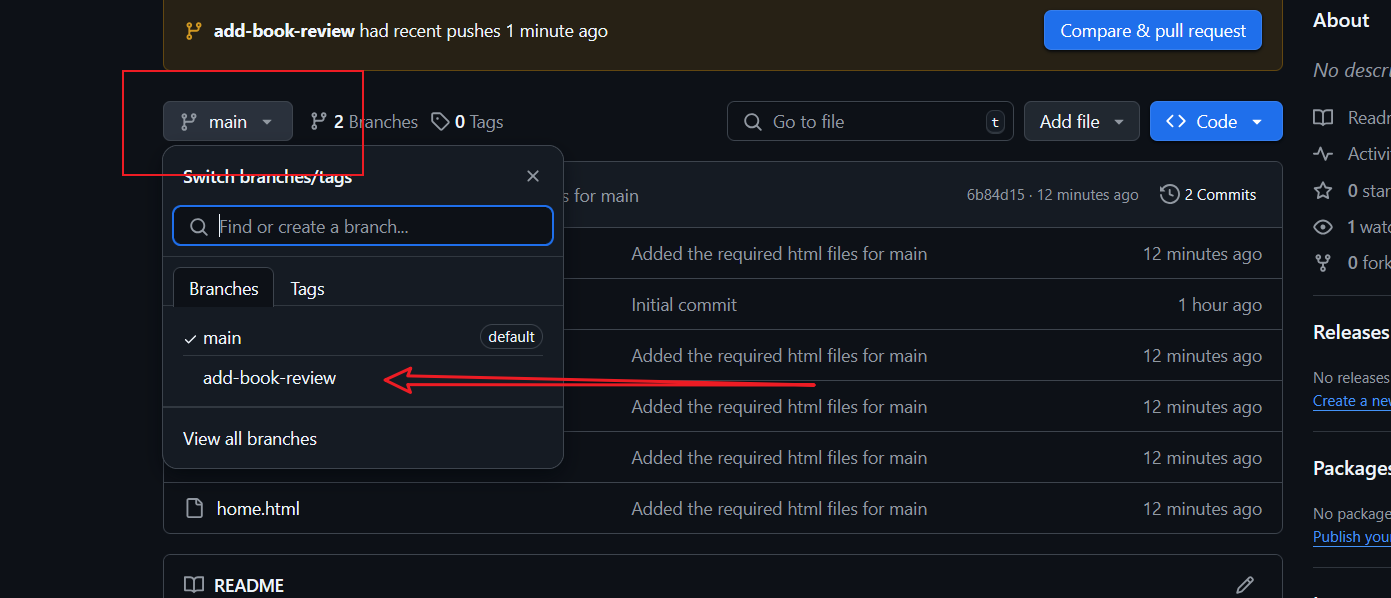 add-book-review had recent pushes 1 minute ago
Compare & pull request
main
2 Branches
0 Tags
Go to file
t
Add file
Code
Switch branches/tags
Find or create a branch...
Branches
Tags
main
default
add-book-review
View all branches
s for main
6b84d15 · 12 minutes ago
2 Commits
Added the required html files for main
12 minutes ago
Initial commit
1 hour ago
Added the required html files for main
12 minutes ago
Added the required html files for main
12 minutes ago
Added the required html files for main
12 minutes ago
home.html
Added the required html files for main
12 minutes ago
README
About
No descri
Readr
Activi
0 star
1 watc
0 fork
Releases
No releases
Create a new
Packages
No package
Publish your